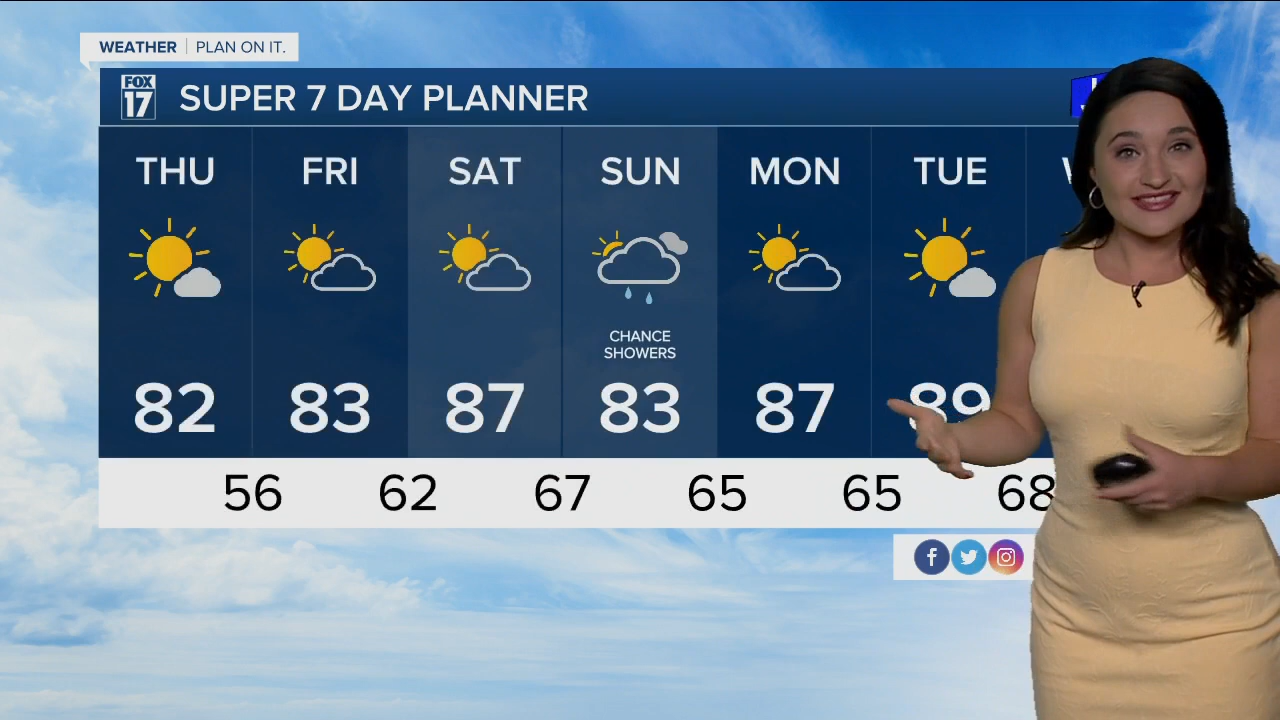 WEATHER PLAN ON IT.
FOX
17
SUPER 7 DAY PLANNER
THU FRI SAT SUN MON TUE
CHANCE
SHOWERS
82 83 87 83 87 89
56 62 67 65 65 68